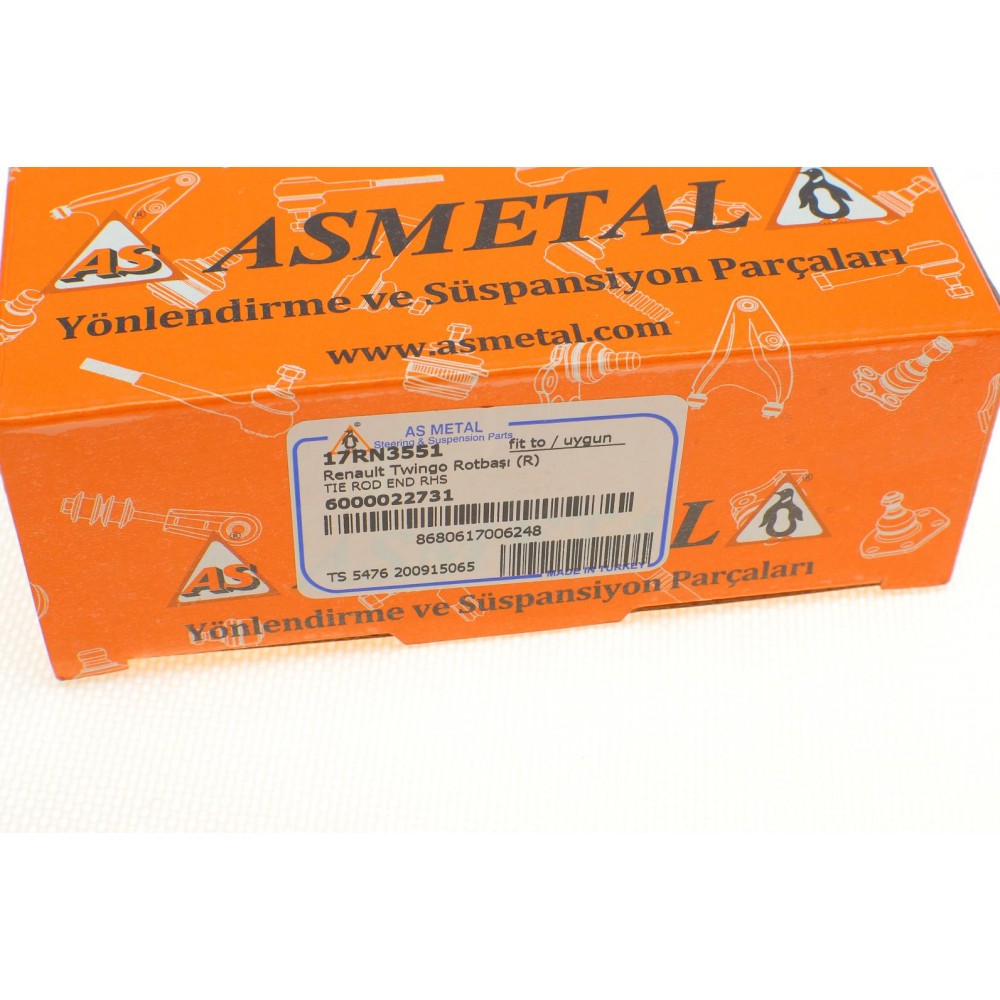 AS ASMETAL
Yönlendirme ve Süspansiyon Parçaları
www.asmetal.com
AS METAL
Steering & Suspension Parts
17RN3551 fit to / uygun
Renault Twingo Rotbaşı (R)
TIE ROD END RHS
6000022731
8680617006248
TS 5476 200915065
MADE IN TURKEY
AS
Yönlendirme ve Süspansiyon Parçaları